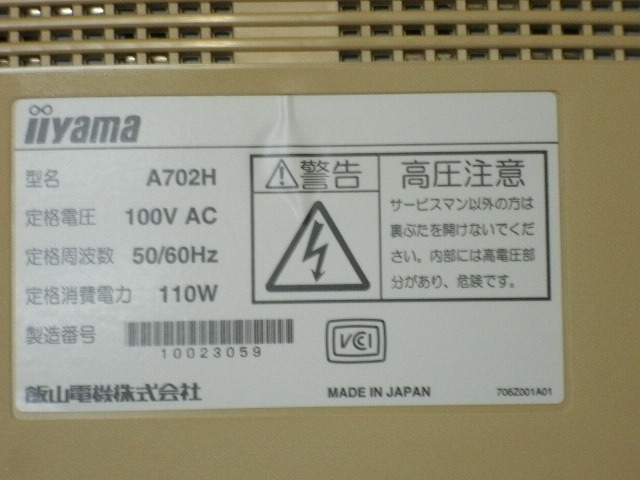 iiyama
型名 A702H
定格電圧 100V AC
定格周波数 50/60Hz
定格消費電力 110W
製造番号
10023059
警告
高圧注意
サービスマン以外の方は
裏ぶたを開けないでくだ
さい。内部には高電圧部
分があり、危険です。
VCCI
飯山電機株式会社
MADE IN JAPAN
706Z001A01